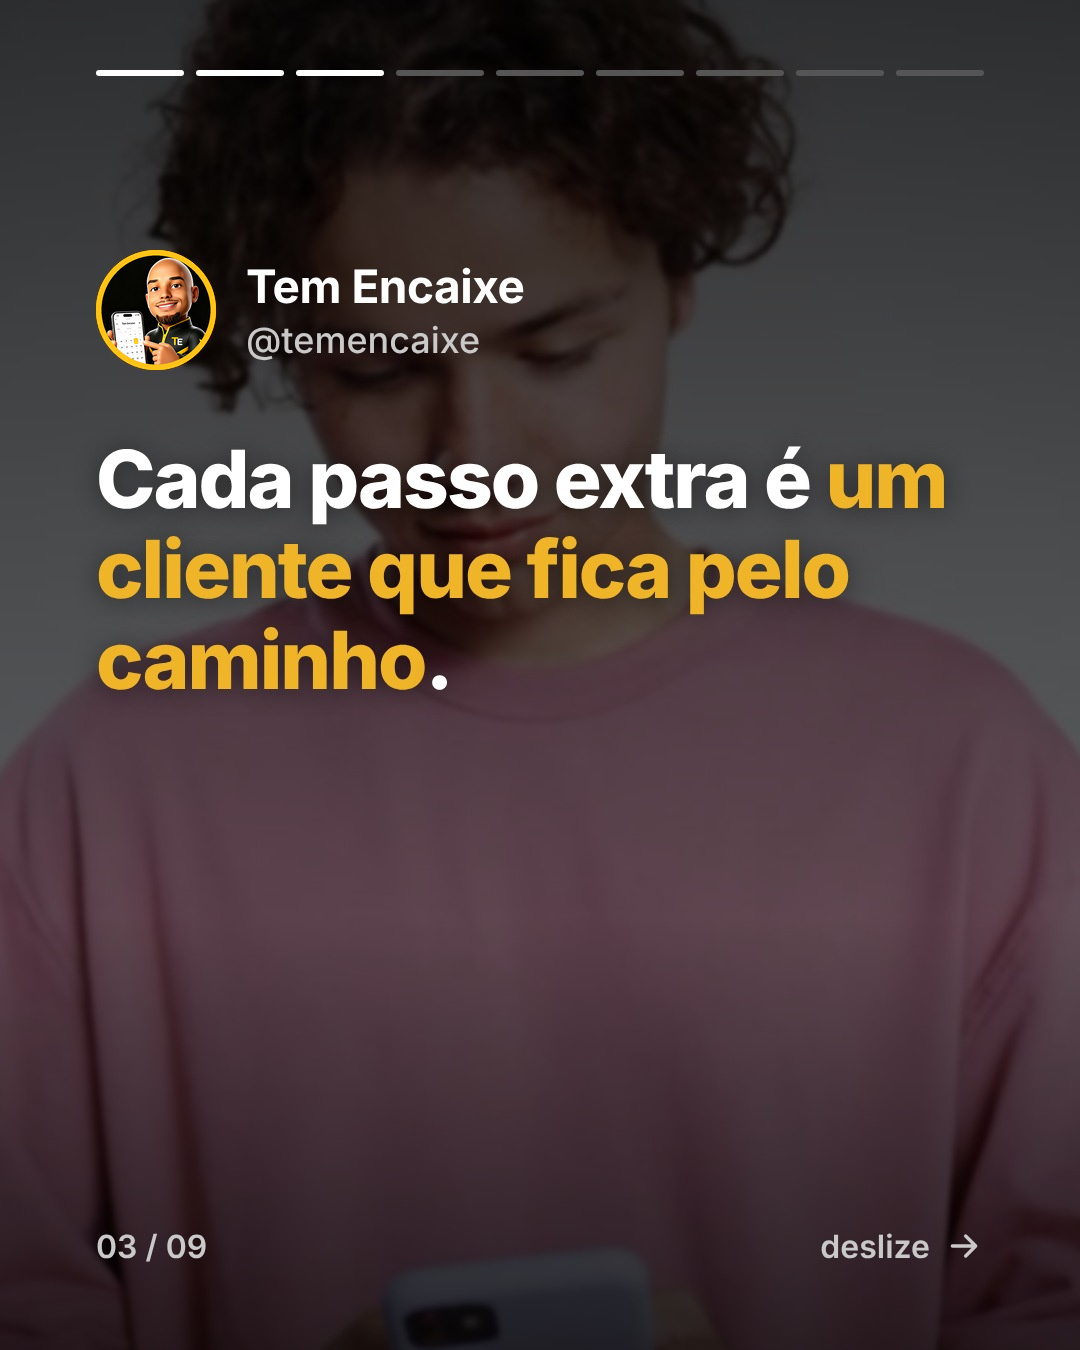 Tem Encaixe
@temencaixe
Cada passo extra é um
cliente que fica pelo
caminho.
03 / 09
deslize →